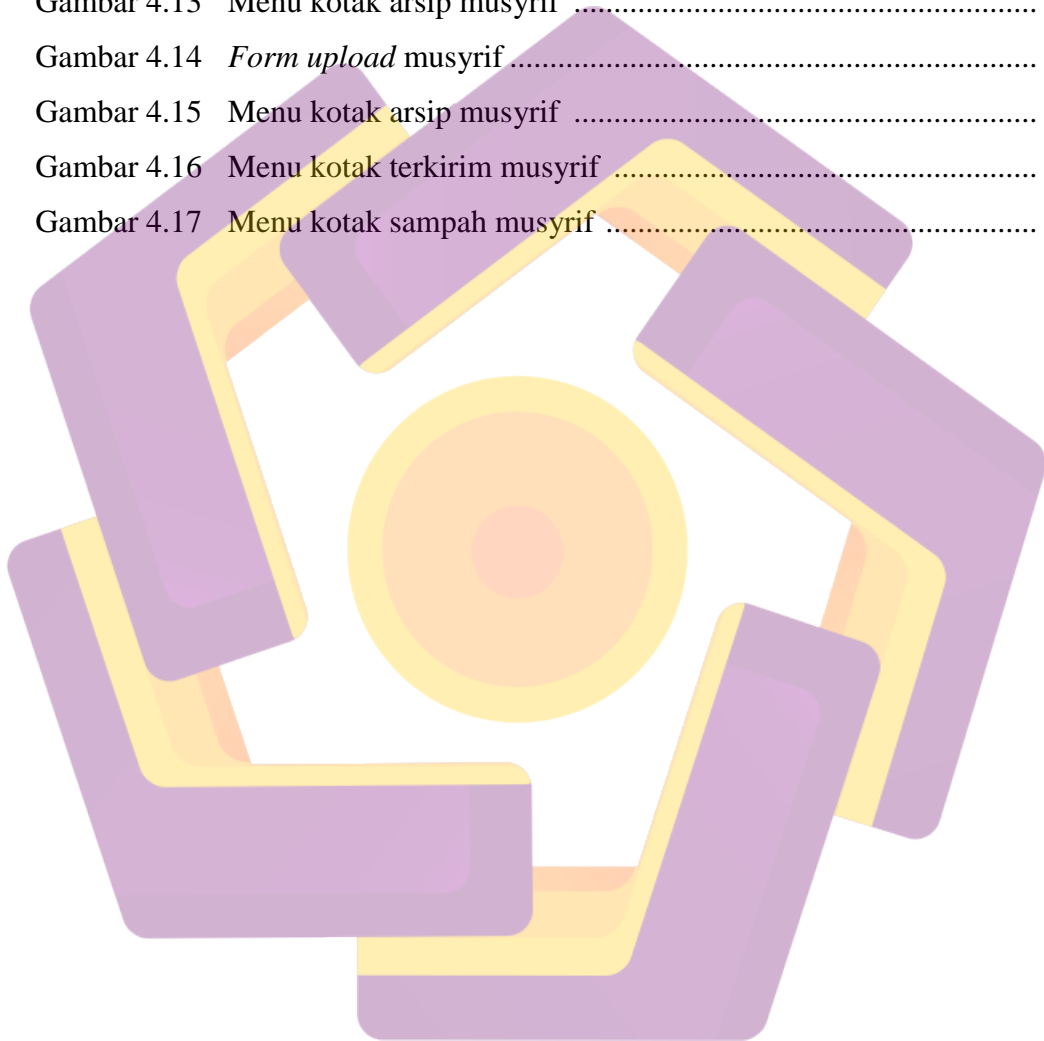 Gambar 4.13 Menu kotak arsip musyrif ..........................................................
Gambar 4.14 Form upload musyrif ..................................................................
Gambar 4.15 Menu kotak arsip musyrif ..........................................................
Gambar 4.16 Menu kotak terkirim musyrif .....................................................
Gambar 4.17 Menu kotak sampah musyrif ......................................................